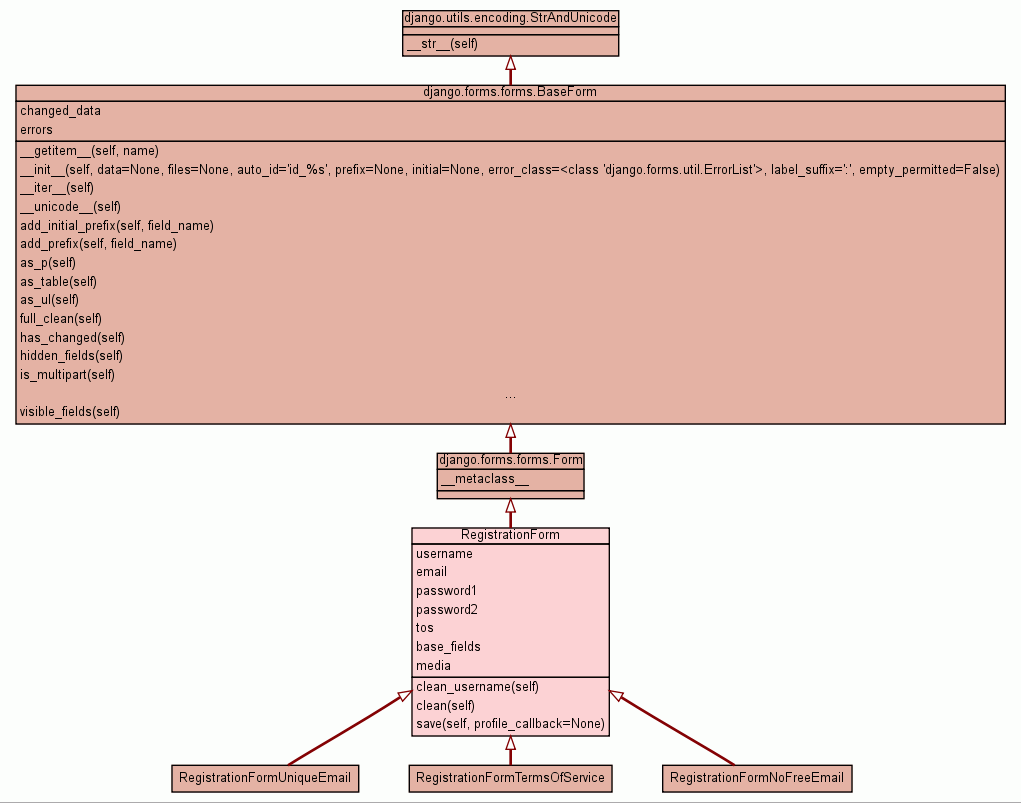 django.utils.encoding.StrAndUnicode
__str__(self)
django.forms.forms.BaseForm
changed_data
errors
__getitem__(self, name)
__init__(self, data=None, files=None, auto_id='id_%s', prefix=None, initial=None, error_class=<class 'django.forms.util.ErrorList'>, label_suffix=':', empty_permitted=False)
__iter__(self)
__unicode__(self)
add_initial_prefix(self, field_name)
add_prefix(self, field_name)
as_p(self)
as_table(self)
as_ul(self)
full_clean(self)
has_changed(self)
hidden_fields(self)
is_multipart(self)
...
visible_fields(self)
django.forms.forms.Form
__metaclass__
RegistrationForm
username
email
password1
password2
tos
base_fields
media
clean_username(self)
clean(self)
save(self, profile_callback=None)
RegistrationFormUniqueEmail
RegistrationFormTermsOfService
RegistrationFormNoFreeEmail